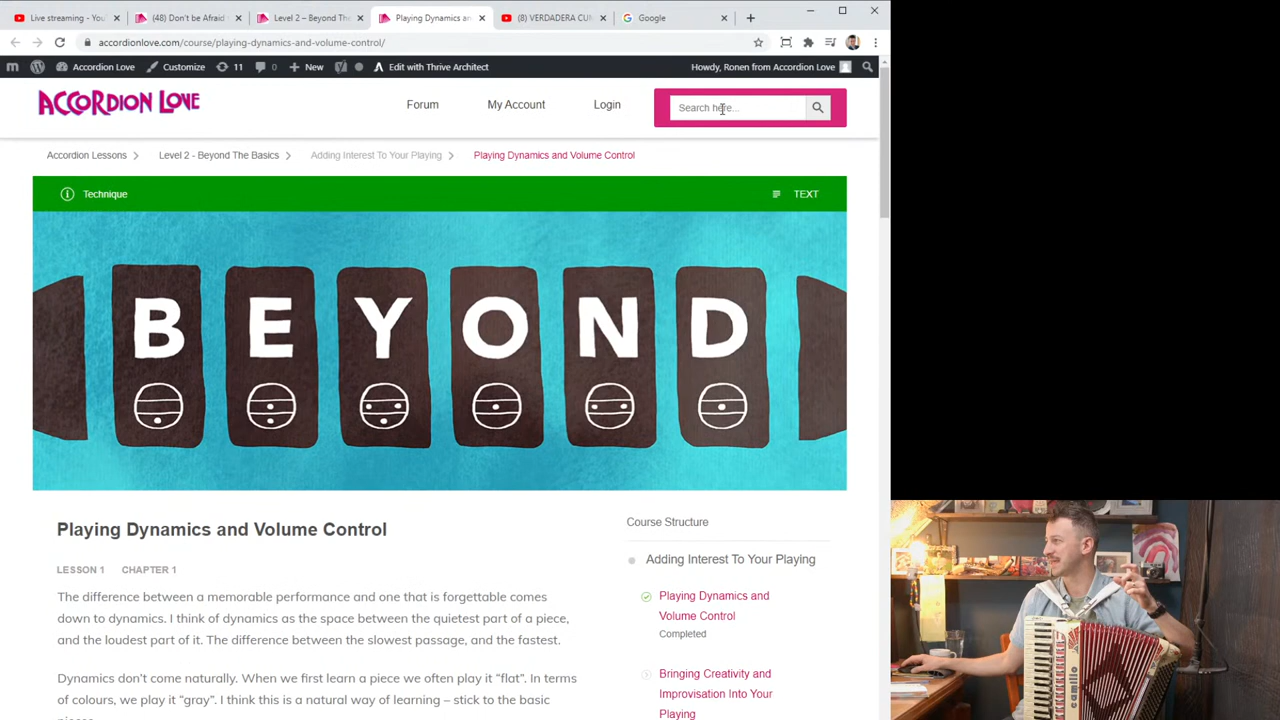 Live streaming - YouTu
(48) Don't be Afraid
Level 2 – Beyond The
Playing Dynamics an
(8) VERDADERA CU
Google
accordionlove.com/course/playing-dynamics-and-volume-control/
Accordion Love
Customize
11
0
New
Edit with Thrive Architect
Howdy, Ronen from Accordion Love
ACCORDION LOVE
Forum
My Account
Login
Search here...
Accordion Lessons
Level 2 - Beyond The Basics
Adding Interest To Your Playing
Playing Dynamics and Volume Control
Technique
TEXT
BEYOND
Playing Dynamics and Volume Control
LESSON 1 CHAPTER 1
The difference between a memorable performance and one that is forgettable comes
down to dynamics. I think of dynamics as the space between the quietest part of a piece,
and the loudest part of it. The difference between the slowest passage, and the fastest.
Dynamics don't come naturally. When we first learn a piece we often play it "flat". In terms
of colours, we play it "gray". I think this is a natural way of learning – stick to the basic
Course Structure
Adding Interest To Your Playing
Playing Dynamics and
Volume Control
Completed
Bringing Creativity and
Improvisation Into Your
Playing
camillo